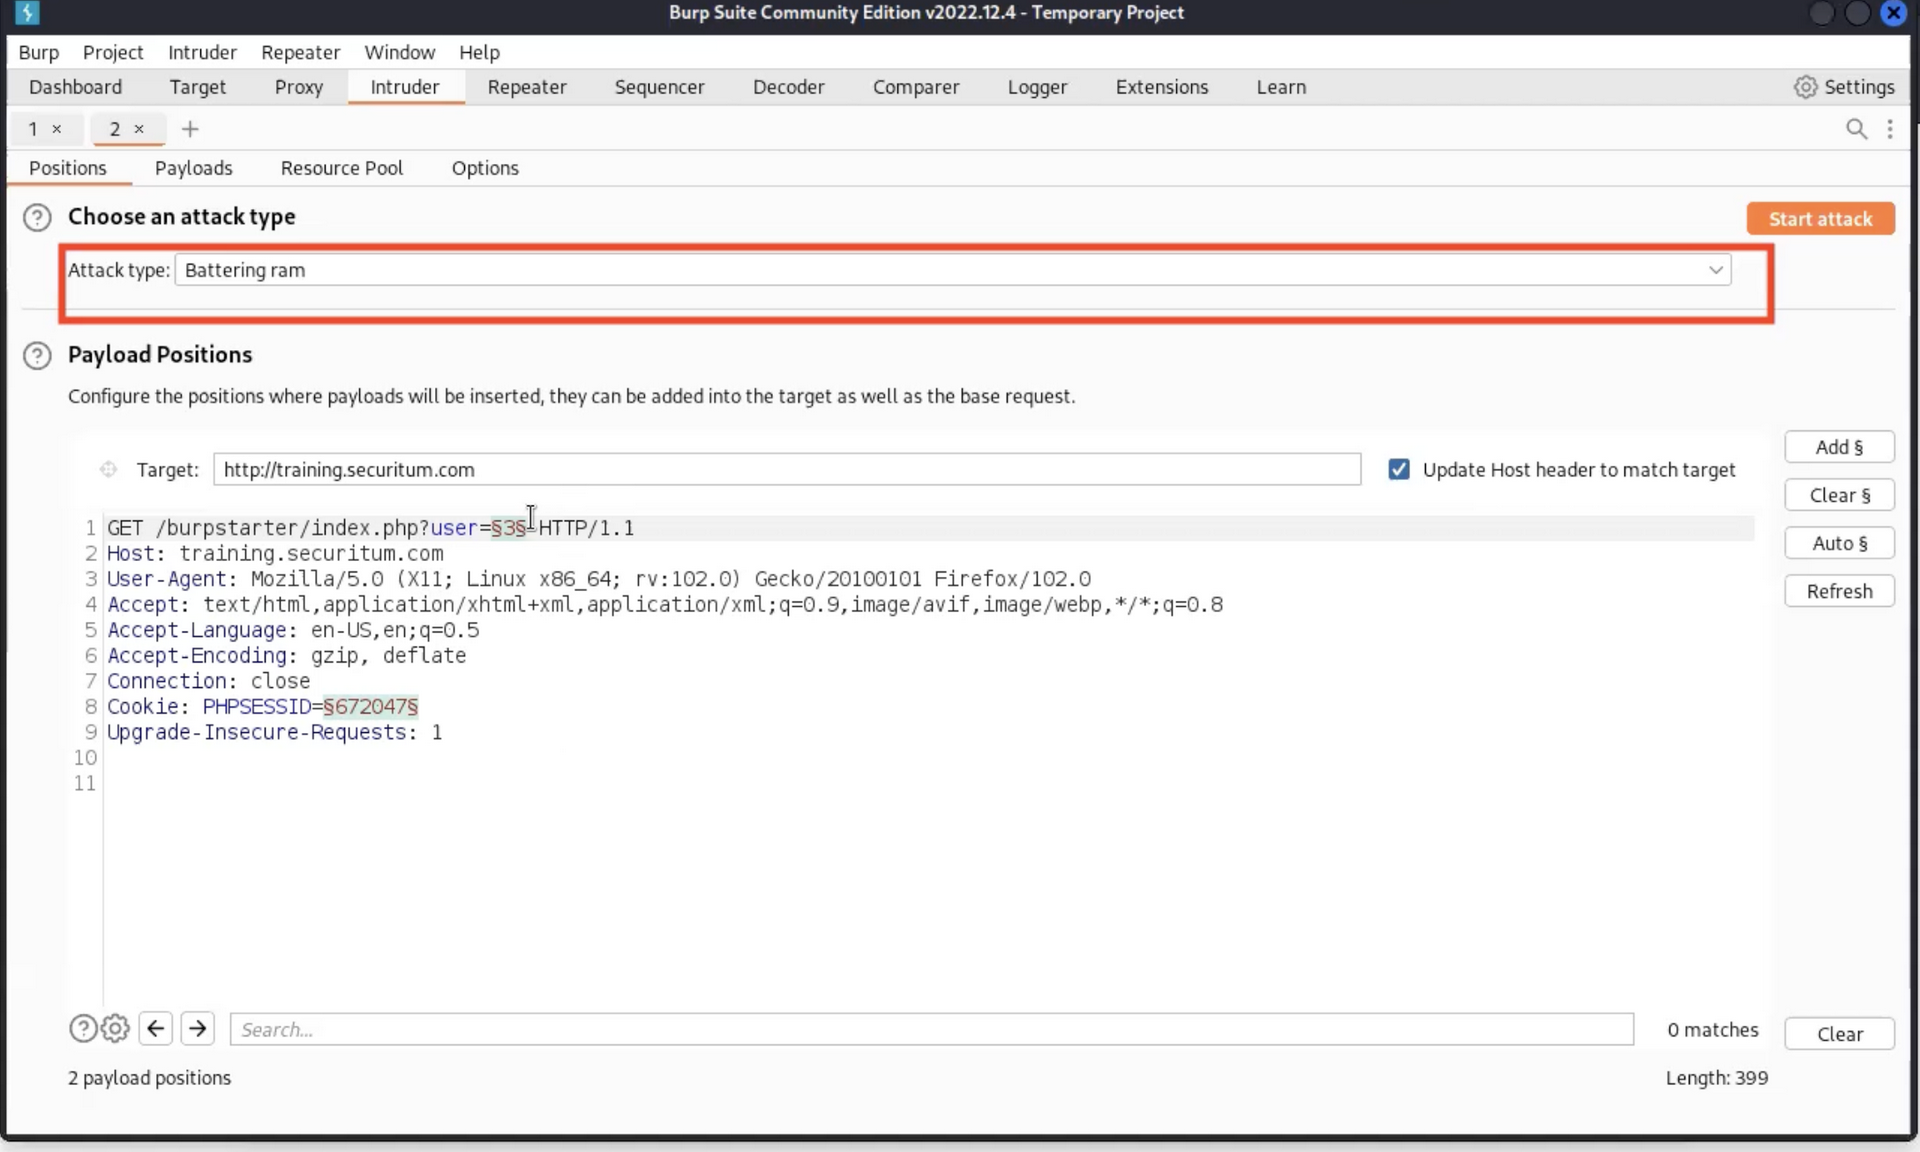 Burp Suite Community Edition v2022.12.4 - Temporary Project
Burp Project Intruder Repeater Window Help
Dashboard Target Proxy Intruder Repeater Sequencer Decoder Comparer Logger Extensions Learn Settings
1 × 2 × +
Positions Payloads Resource Pool Options
? Choose an attack type Start attack
Attack type: Battering ram
? Payload Positions
Configure the positions where payloads will be inserted, they can be added into the target as well as the base request.
Add §
Target: http://training.securitum.com Update Host header to match target
Clear §
1 GET /burpstarter/index.php?user=§3§ HTTP/1.1
Auto §
2 Host: training.securitum.com
3 User-Agent: Mozilla/5.0 (X11; Linux x86_64; rv:102.0) Gecko/20100101 Firefox/102.0
Refresh
4 Accept: text/html,application/xhtml+xml,application/xml;q=0.9,image/avif,image/webp,*/*;q=0.8
5 Accept-Language: en-US,en;q=0.5
6 Accept-Encoding: gzip, deflate
7 Connection: close
8 Cookie: PHPSESSID=§672047§
9 Upgrade-Insecure-Requests: 1
10
11
? Search... 0 matches Clear
2 payload positions Length: 399